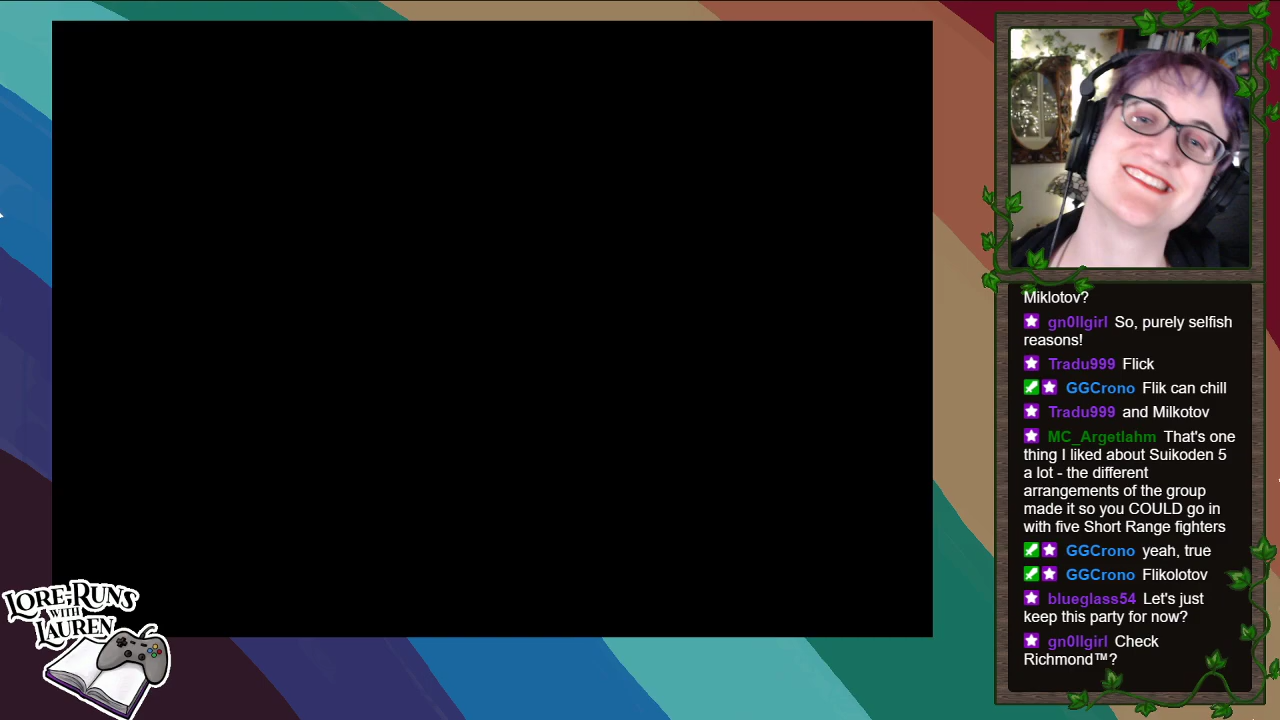 Miklotov?
gn0llgirl So, purely selfish
reasons!
Tradu999 Flick
GGCrono Flik can chill
Tradu999 and Milkotov
MC_Argetlahm That's one
thing I liked about Suikoden 5
a lot - the different
arrangements of the group
made it so you COULD go in
with five Short Range fighters
GGCrono yeah, true
GGCrono Flikolotov
blueglass54 Let's just
keep this party for now?
gn0llgirl Check
Richmond™?
LORE-RUNS
WITH
LAUREN